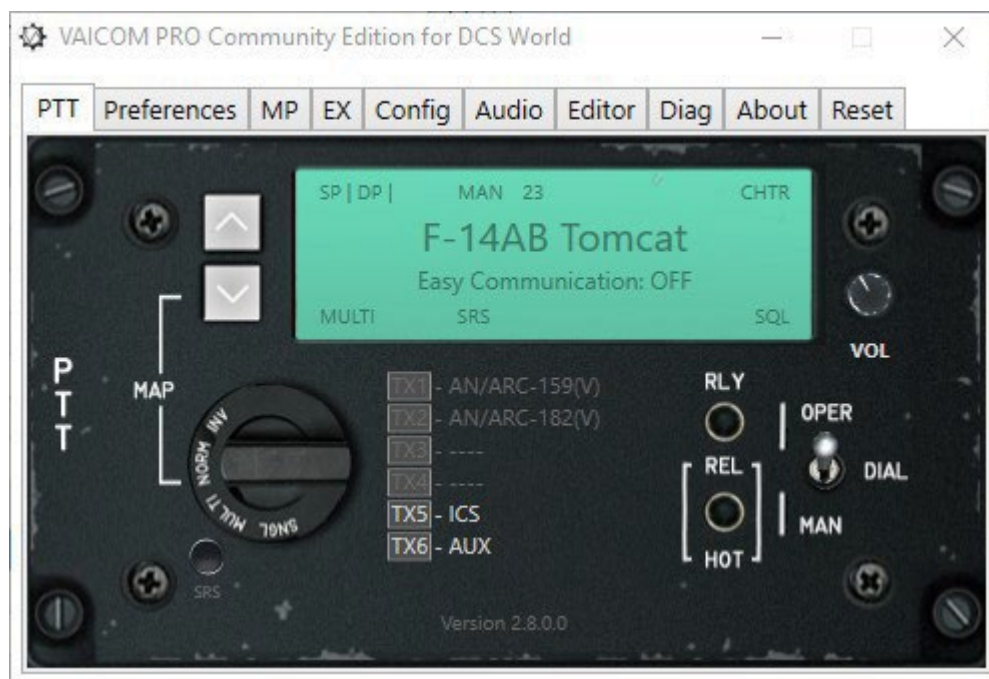 VAICOM PRO Community Edition for DCS World
PTT Preferences MP EX Config Audio Editor Diag About Reset
SP | DP | MAN 23 CHTR
F-14AB Tomcat
Easy Communication: OFF
MULTI SRS SQL
VOL
PTT
MAP
INV
NORM
MULTI
SNGL
SRS
TX1 - AN/ARC-159(V)
TX2 - AN/ARC-182(V)
TX3 - ----
TX4 - ----
TX5 - ICS
TX6 - AUX
RLY
REL
HOT
OPER
DIAL
MAN
Version 2.8.0.0